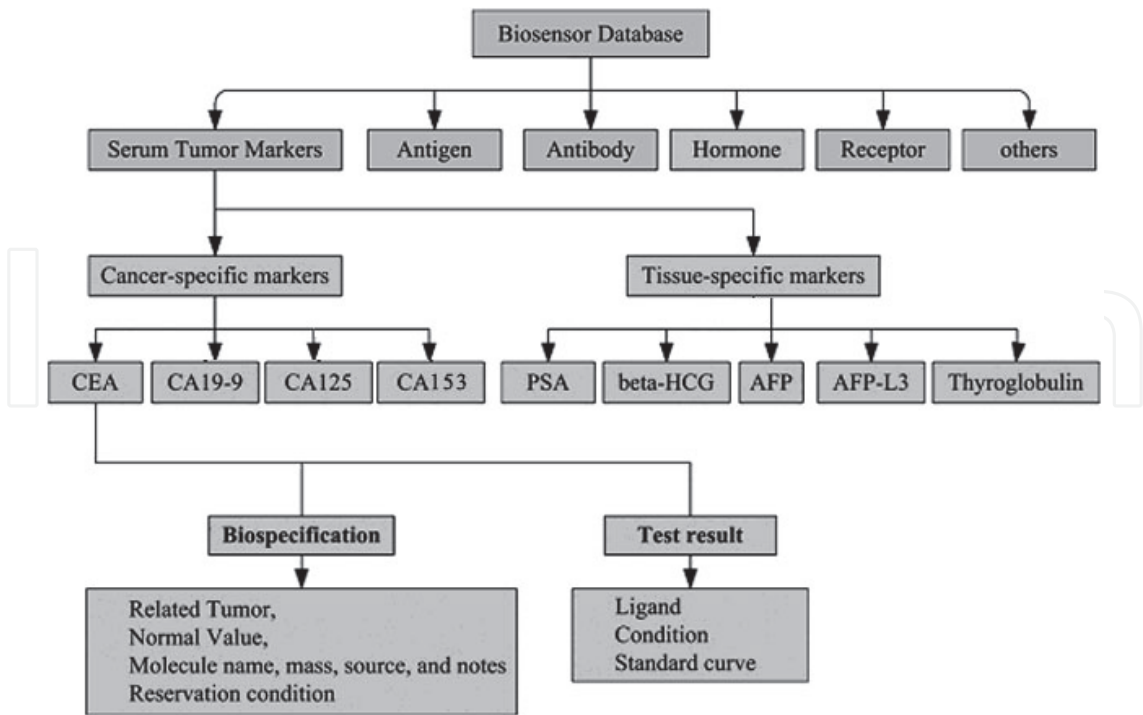 Biosensor Database
Serum Tumor Markers
Antigen
Antibody
Hormone
Receptor
others
Cancer-specific markers
Tissue-specific markers
CEA
CA19-9
CA125
CA153
PSA
beta-HCG
AFP
AFP-L3
Thyroglobulin
Biospecification
Test result
Related Tumor,
Normal Value,
Molecule name, mass, source, and notes
Reservation condition
Ligand
Condition
Standard curve